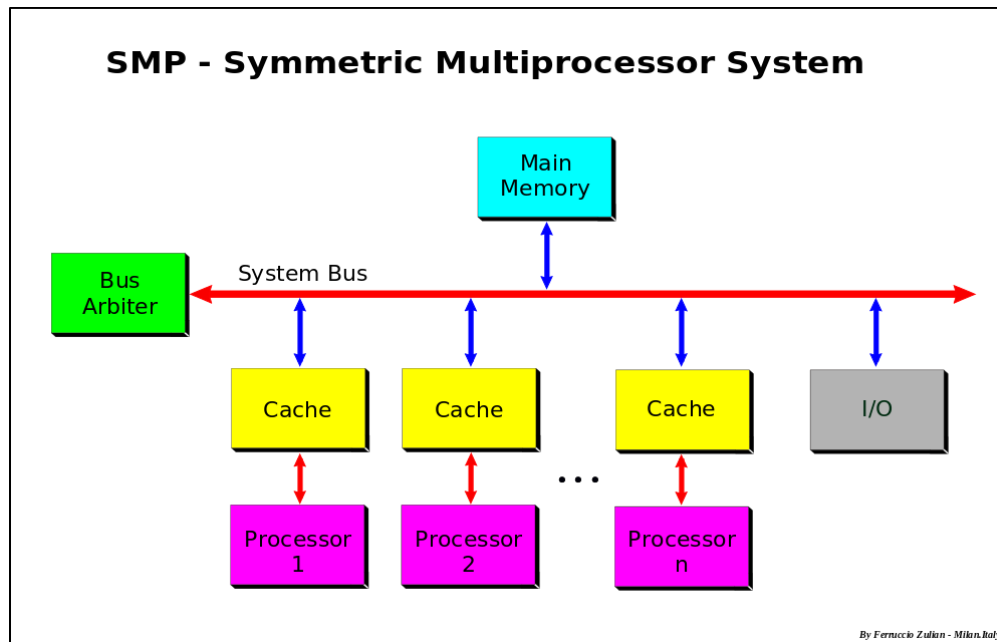 SMP - Symmetric Multiprocessor System
Main
Memory
System Bus
Bus
Arbiter
Cache
Cache
Cache
I/O
...
Processor
1
Processor
2
Processor
n
By Ferruccio Zulian - Milan.Italy